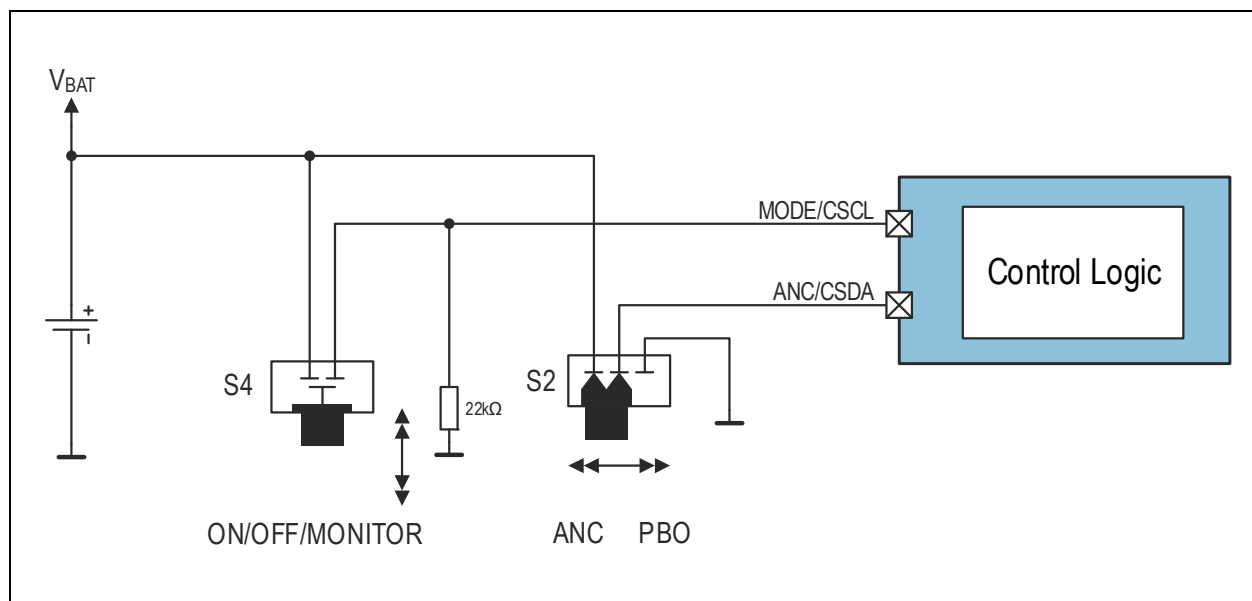 VBAT
MODE/CSCL
ANC/CSDA
Control Logic
+
S4
S2
22kΩ
ON/OFF/MONITOR
ANC PBO